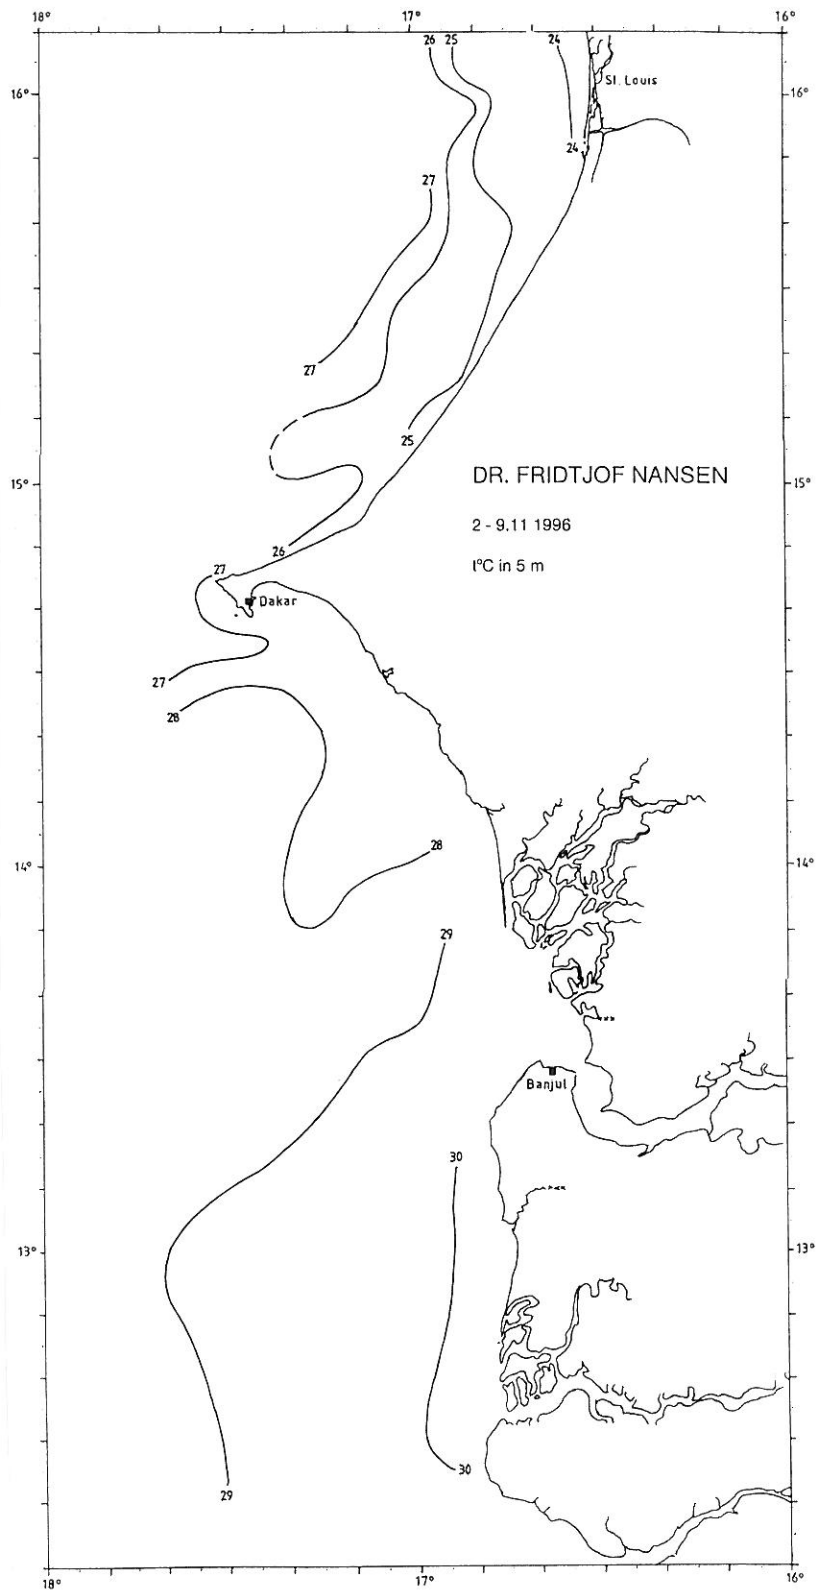 18° 17° 16°
26 25 24
St. Louis
16° 16°
24
27
27
25
DR. FRIDTJOF NANSEN
15° 15°
2 - 9.11 1996
26
t°C in 5 m
27
Dakar
27
28
28
14° 14°
29
Banjul
30
13° 13°
30
29
18° 17° 16°